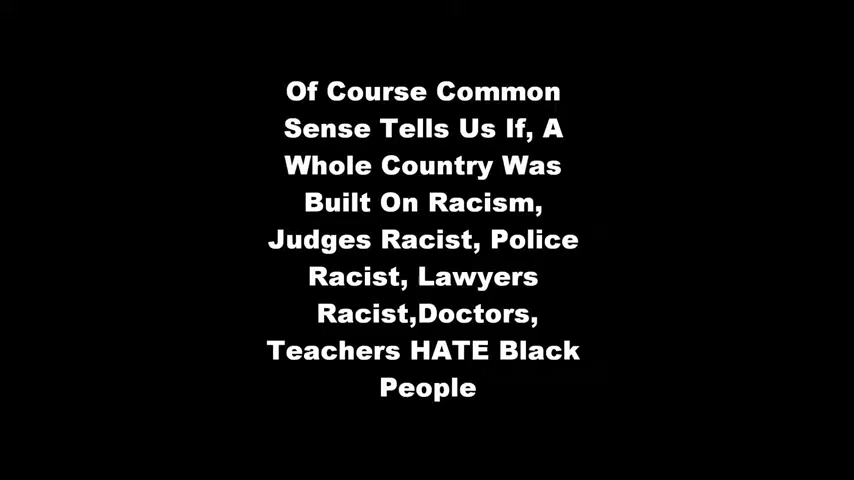 Of Course Common
Sense Tells Us If, A
Whole Country Was
Built On Racism,
Judges Racist, Police
Racist, Lawyers
Racist,Doctors,
Teachers HATE Black
People